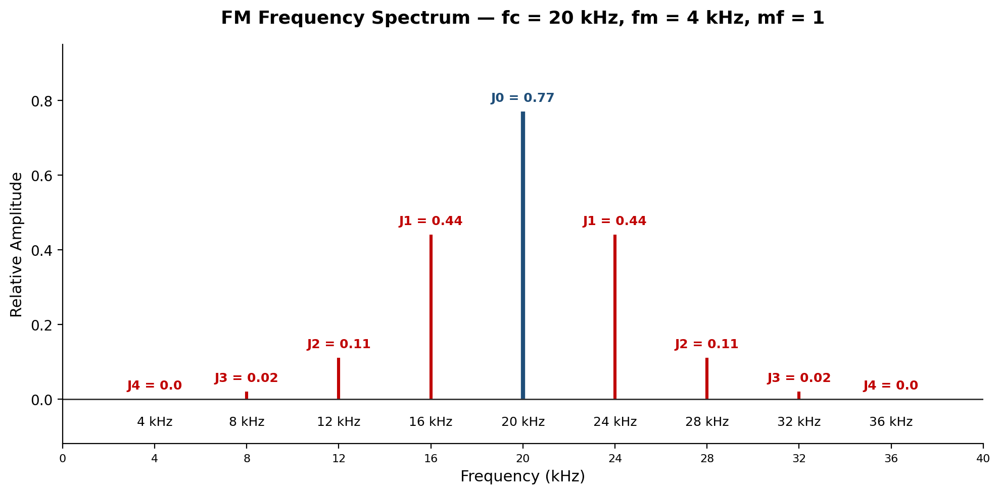 FM Frequency Spectrum — fc = 20 kHz, fm = 4 kHz, mf = 1
Relative Amplitude
0.8
0.6
0.4
0.2
0.0
J0 = 0.77
J1 = 0.44
J1 = 0.44
J2 = 0.11
J2 = 0.11
J4 = 0.0
J3 = 0.02
J3 = 0.02
J4 = 0.0
4 kHz 8 kHz 12 kHz 16 kHz 20 kHz 24 kHz 28 kHz 32 kHz 36 kHz
0 4 8 12 16 20 24 28 32 36 40
Frequency (kHz)